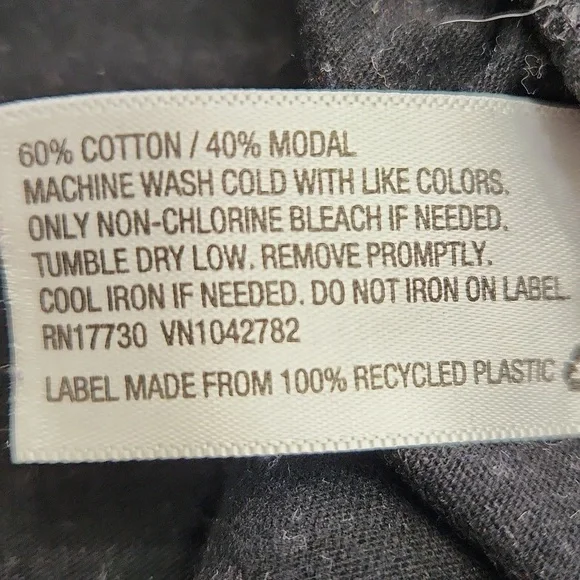 60% COTTON / 40% MODAL
MACHINE WASH COLD WITH LIKE COLORS.
ONLY NON-CHLORINE BLEACH IF NEEDED.
TUMBLE DRY LOW. REMOVE PROMPTLY.
COOL IRON IF NEEDED. DO NOT IRON ON LABEL
RN17730 VN1042782
LABEL MADE FROM 100% RECYCLED PLASTIC